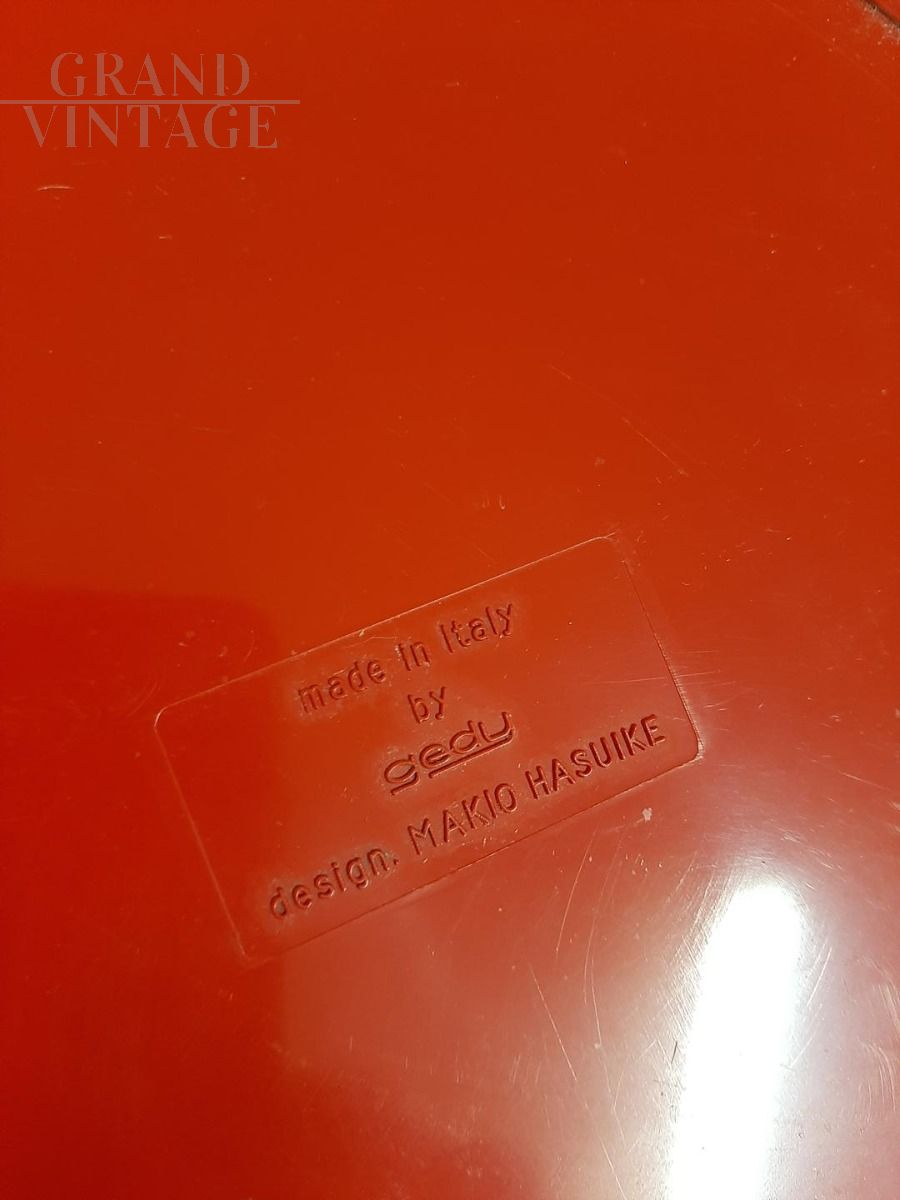 GRAND
VINTAGE
made in Italy
by
gedy
design. MAKIO HASUIKE